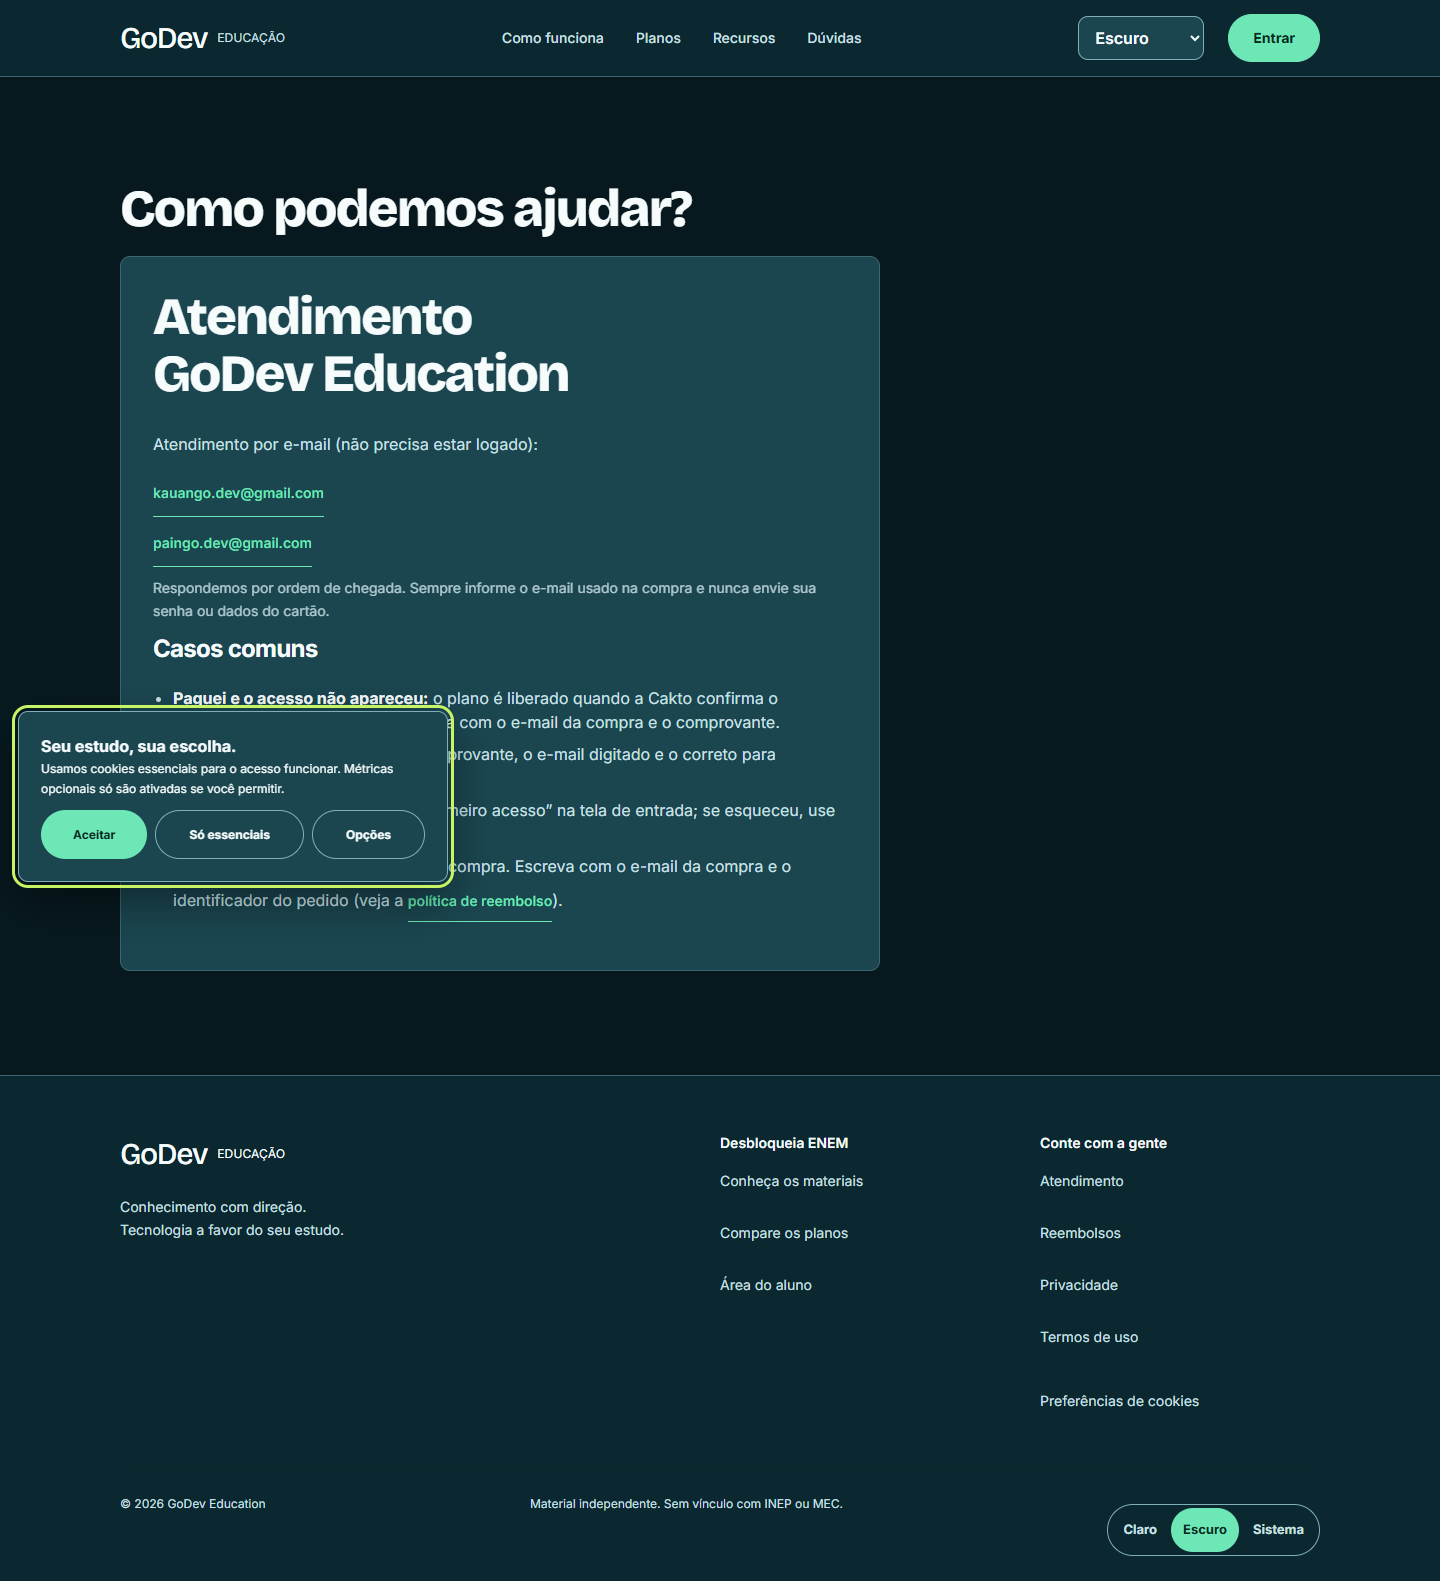 GoDev EDUCAÇÃO
Como funciona
Planos
Recursos
Dúvidas
Escuro
Entrar
Como podemos ajudar?
Atendimento
GoDev Education
Atendimento por e-mail (não precisa estar logado):
kauango.dev@gmail.com
paingo.dev@gmail.com
Respondemos por ordem de chegada. Sempre informe o e-mail usado na compra e nunca envie sua
senha ou dados do cartão.
Casos comuns
Paguei e o acesso não apareceu: o plano é liberado quando a Cakto confirma o
com o e-mail da compra e o comprovante.
o e-mail digitado e o correto para
na tela de entrada; se esqueceu, use
compra. Escreva com o e-mail da compra e o
identificador do pedido (veja a política de reembolso).
Seu estudo, sua escolha.
Usamos cookies essenciais para o acesso funcionar. Métricas
opcionais só são ativadas se você permitir.
Aceitar
Só essenciais
Opções
GoDev EDUCAÇÃO
Conhecimento com direção.
Tecnologia a favor do seu estudo.
Desbloqueia ENEM
Conheça os materiais
Compare os planos
Área do aluno
Conte com a gente
Atendimento
Reembolsos
Privacidade
Termos de uso
Preferências de cookies
© 2026 GoDev Education
Material independente. Sem vínculo com INEP ou MEC.
Claro
Escuro
Sistema